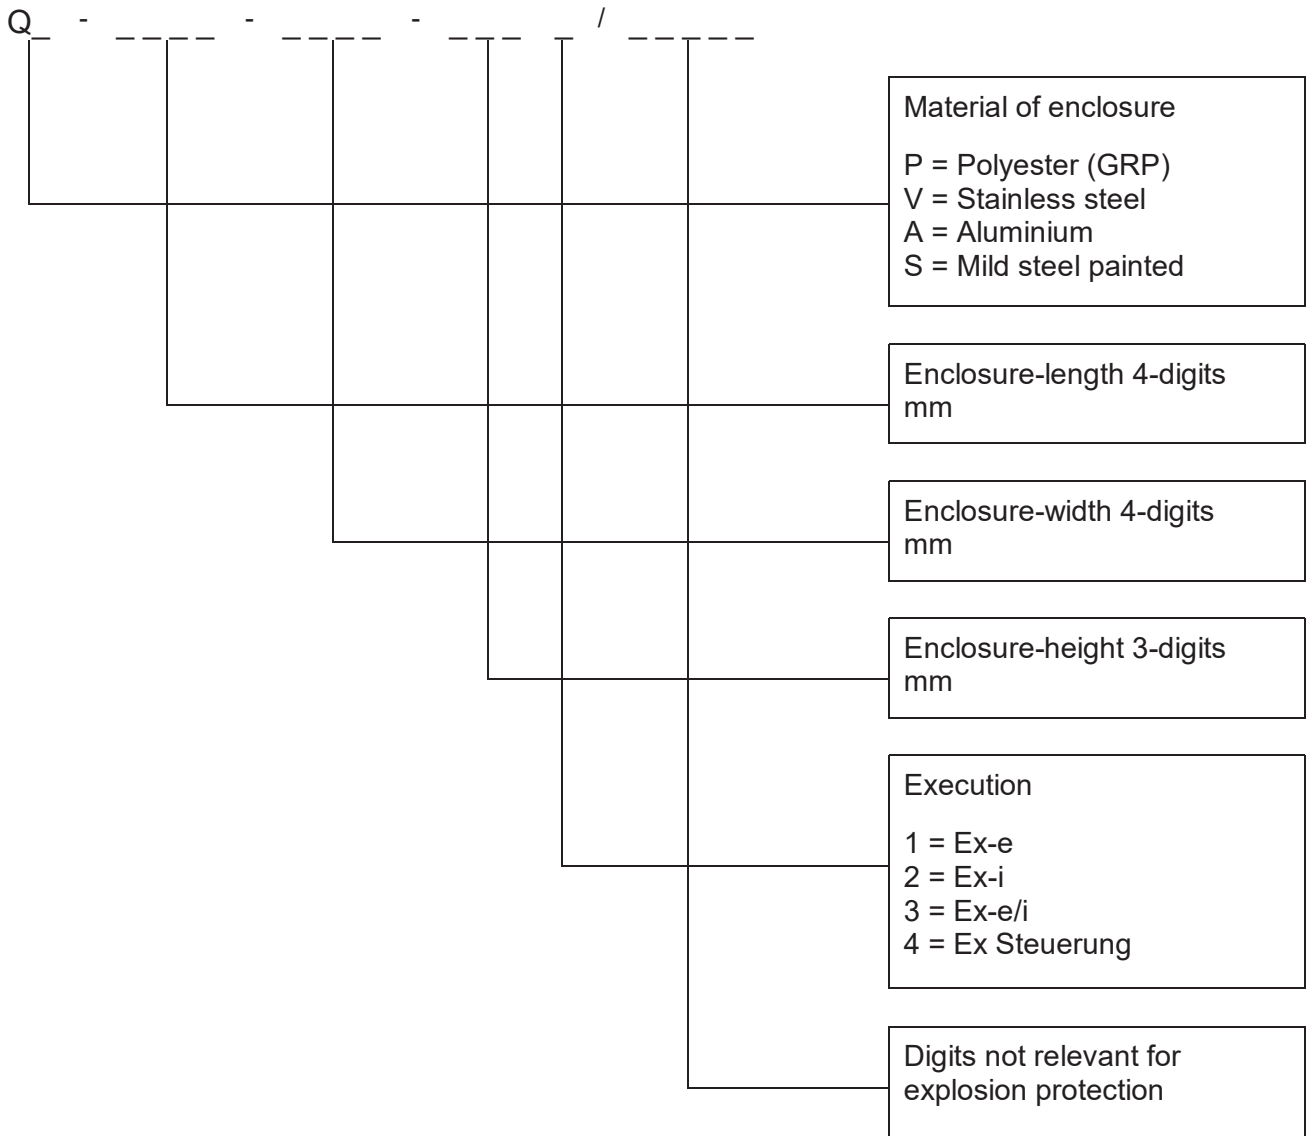 Q_ - _ _ _ _ - _ _ _ _ - _ _ _ _ / _ _ _ _ _
Material of enclosure
P = Polyester (GRP)
V = Stainless steel
A = Aluminium
S = Mild steel painted
Enclosure-length 4-digits
mm
Enclosure-width 4-digits
mm
Enclosure-height 3-digits
mm
Execution
1 = Ex-e
2 = Ex-i
3 = Ex-e/i
4 = Ex Steuerung
Digits not relevant for
explosion protection